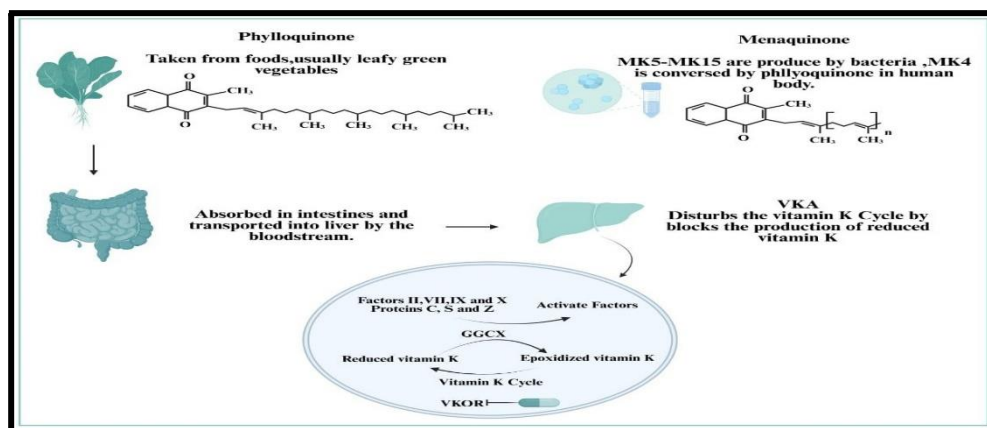 Phylloquinone
Taken from foods,usually leafy green
vegetables
O
CH₃
O
CH₃ CH₃ CH₃ CH₃
Menaquinone
MK5-MK15 are produce by bacteria ,MK4
is conversed by phllyoquinone in human
body.
O
CH₃
O
CH₃ CH₃
n
Absorbed in intestines and
transported into liver by the
bloodstream.
VKA
Disturbs the vitamin K Cycle by
blocks the production of reduced
vitamin K
Factors II,VII,IX and X
Proteins C, S and Z
Activate Factors
GGCX
Reduced vitamin K
Epoxidized vitamin K
Vitamin K Cycle
VKOR